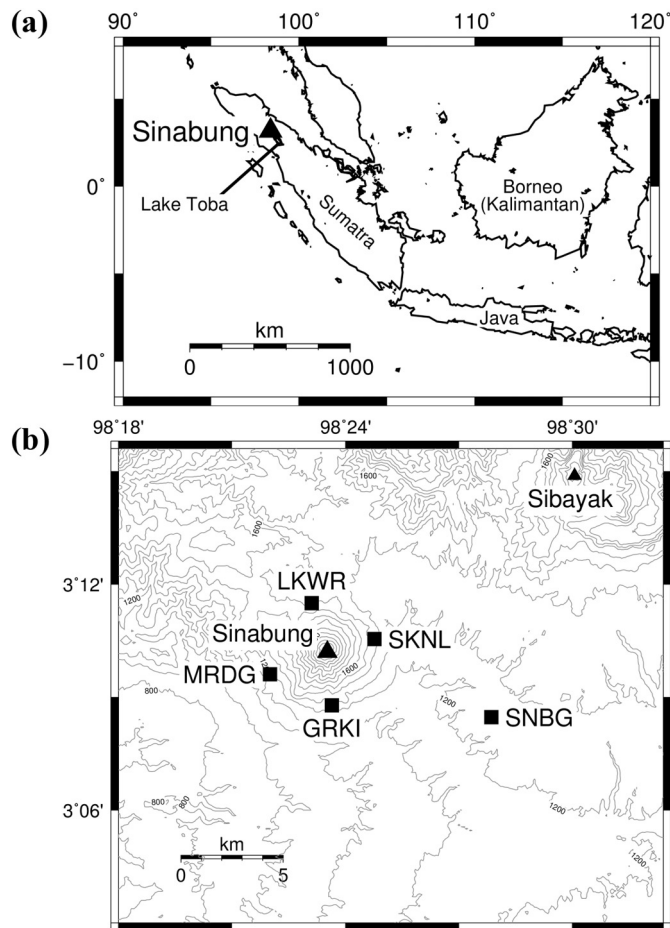 (a)
90˚ 100˚ 110˚ 120˚
Sinabung
0˚
Lake Toba
Sumatra
Borneo
(Kalimantan)
Java
km
0 1000
−10˚
(b)
98˚18' 98˚24' 98˚30'
1600
1600
1600
Sibayak
3˚12'
LKWR
1200
Sinabung
SKNL
MRDG
1600
800
GRKI
1200
SNBG
3˚06'
800
800
1200
km
0 5
1200